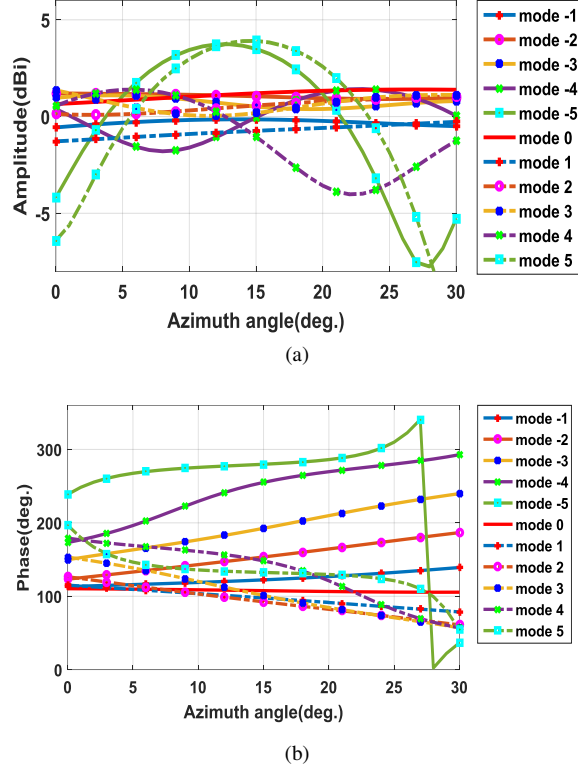 5
0
-5
Amplitude(dBi)
0
5
10
15
20
25
30
Azimuth angle(deg.)
mode -1
mode -2
mode -3
mode -4
mode -5
mode 0
mode 1
mode 2
mode 3
mode 4
mode 5
(a)
300
200
100
0
Phase(deg.)
0
5
10
15
20
25
30
Azimuth angle(deg.)
mode -1
mode -2
mode -3
mode -4
mode -5
mode 0
mode 1
mode 2
mode 3
mode 4
mode 5
(b)